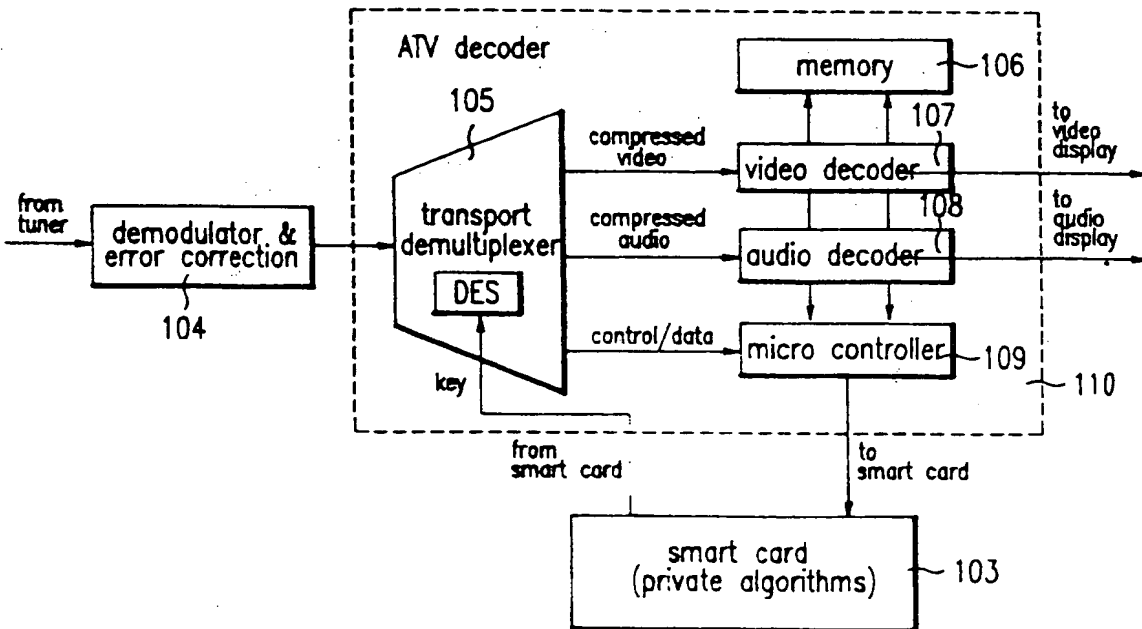 ATV decoder
memory
106
105
107
to
video
display
compressed
video
video decoder
from
tuner
demodulator &
error correction
104
transport
demultiplexer
DES
compressed
audio
108
audio decoder
to
audio
display
control/data
micro controller
109
110
key
from
smart card
to
smart card
smart card
(private algorithms)
103